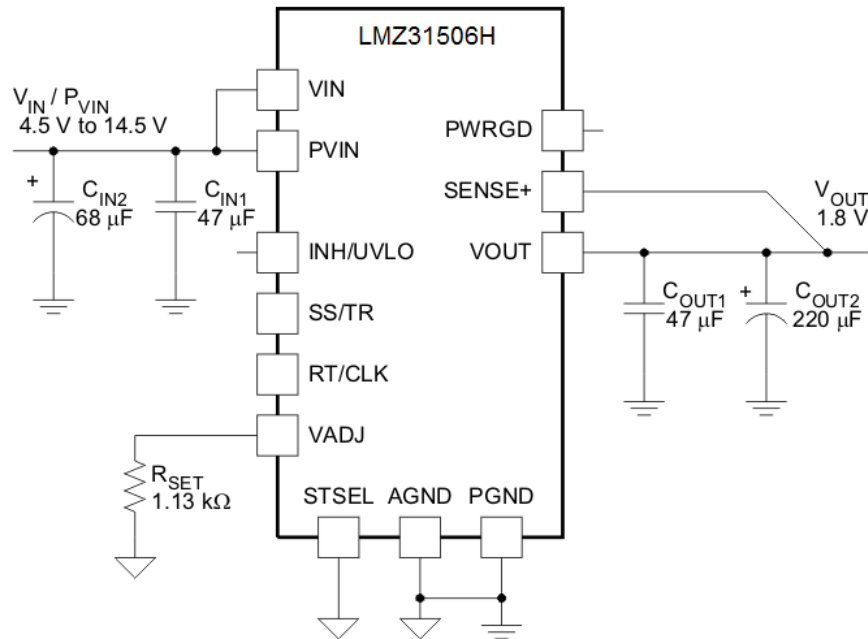 LMZ31506H
VIN
V_IN / P_VIN
4.5 V to 14.5 V
PWRGD
PVIN
+
C_IN2
68 µF
C_IN1
47 µF
SENSE+
V_OUT
1.8 V
INH/UVLO
VOUT
C_OUT1
47 µF
+
C_OUT2
220 µF
SS/TR
RT/CLK
VADJ
R_SET
1.13 kΩ
STSEL AGND PGND